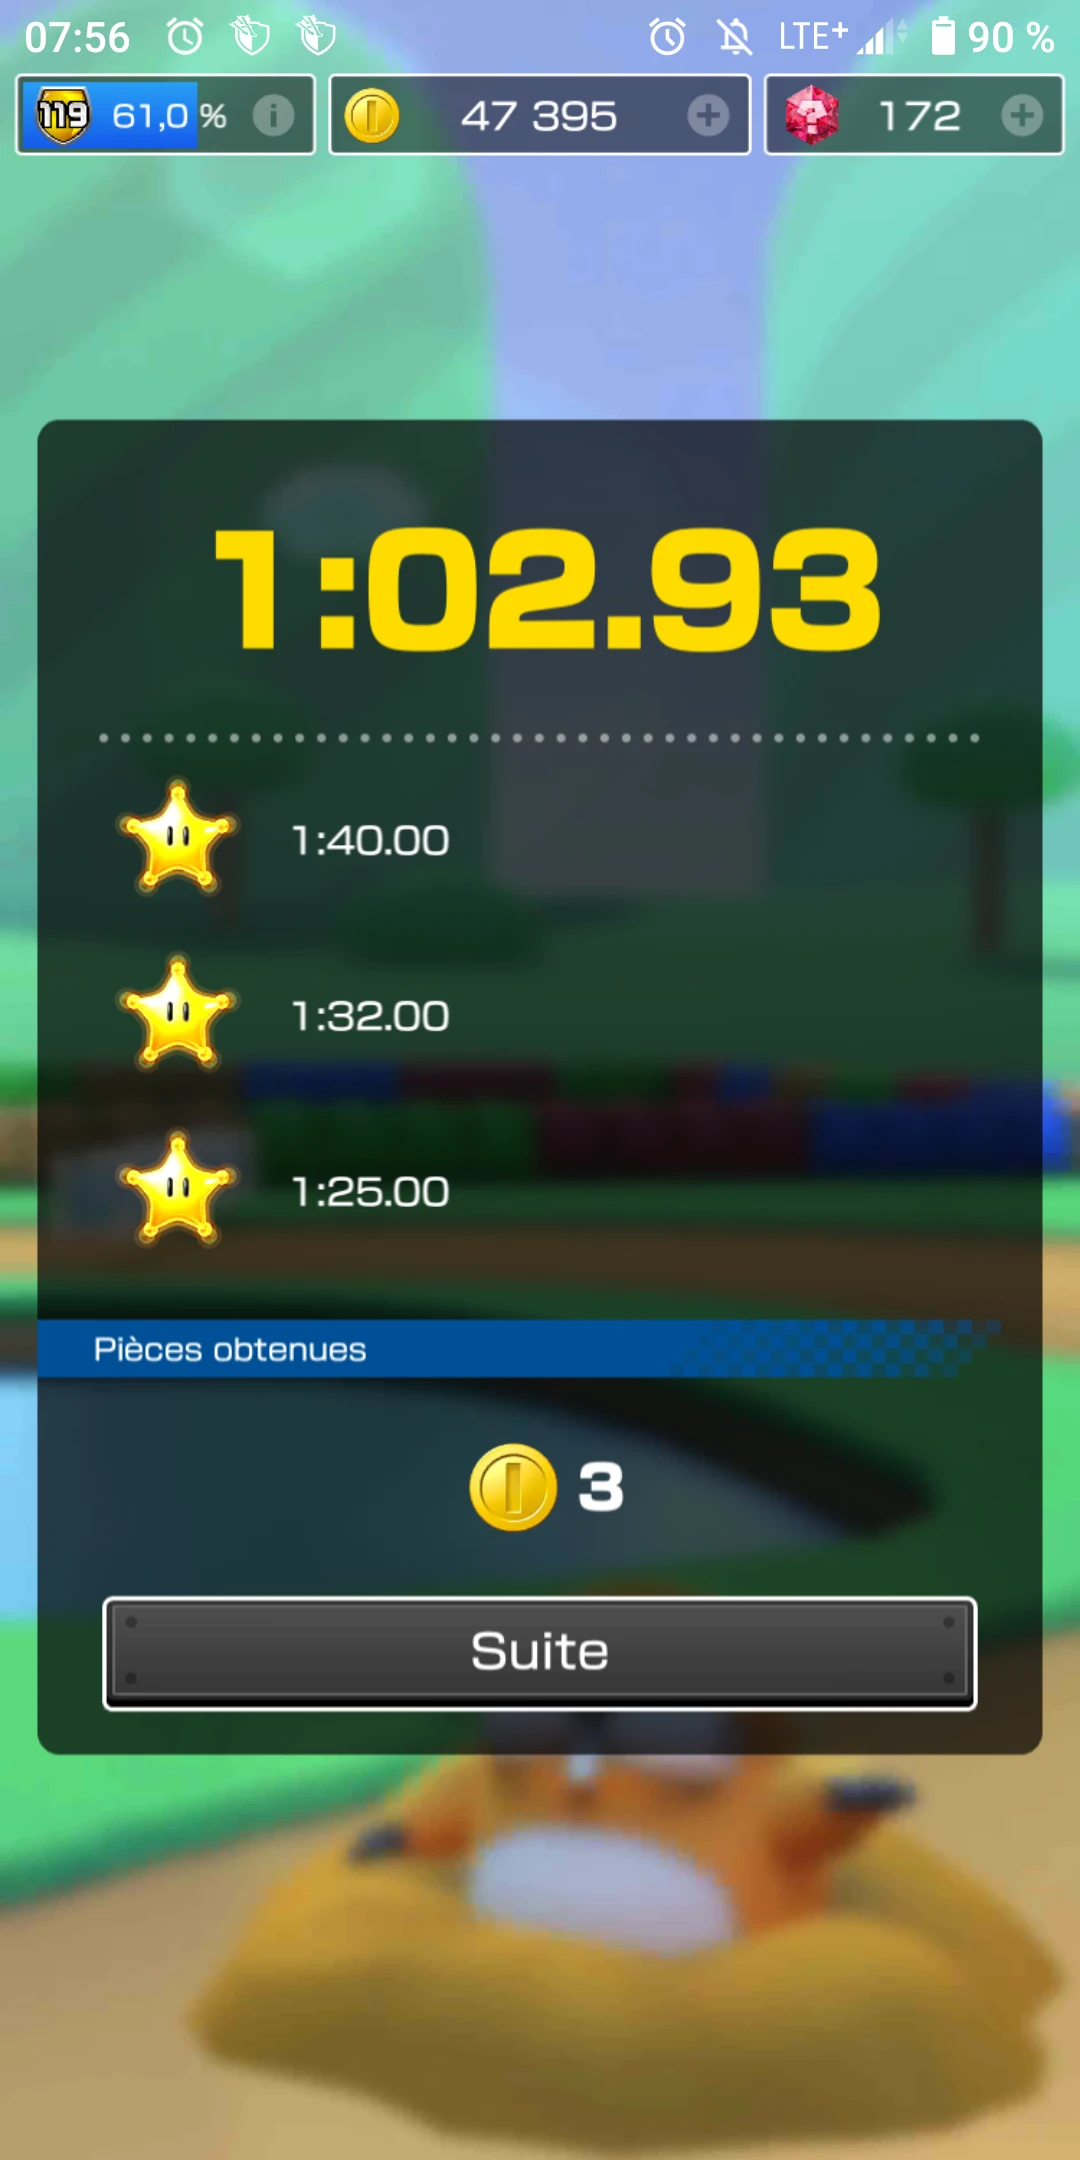 07:56 LTE+ 90 %
119 61,0 % i 47 395 + 172 +
1:02.93
1:40.00
1:32.00
1:25.00
Pièces obtenues
3
Suite